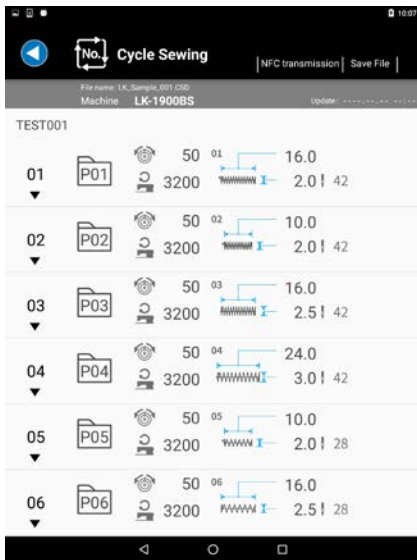 10:07
No. Cycle Sewing
NFC transmission Save File
File name: LK_Sample_001.CSD
Machine LK-1900BS Update: ----.--.-- --:--
TEST001
01 P01 50 01 16.0
3200 2.0 42
02 P02 50 02 10.0
3200 2.0 42
03 P03 50 03 16.0
3200 2.5 42
04 P04 50 04 24.0
3200 3.0 42
05 P05 50 05 10.0
3200 2.0 28
06 P06 50 06 16.0
3200 2.5 28